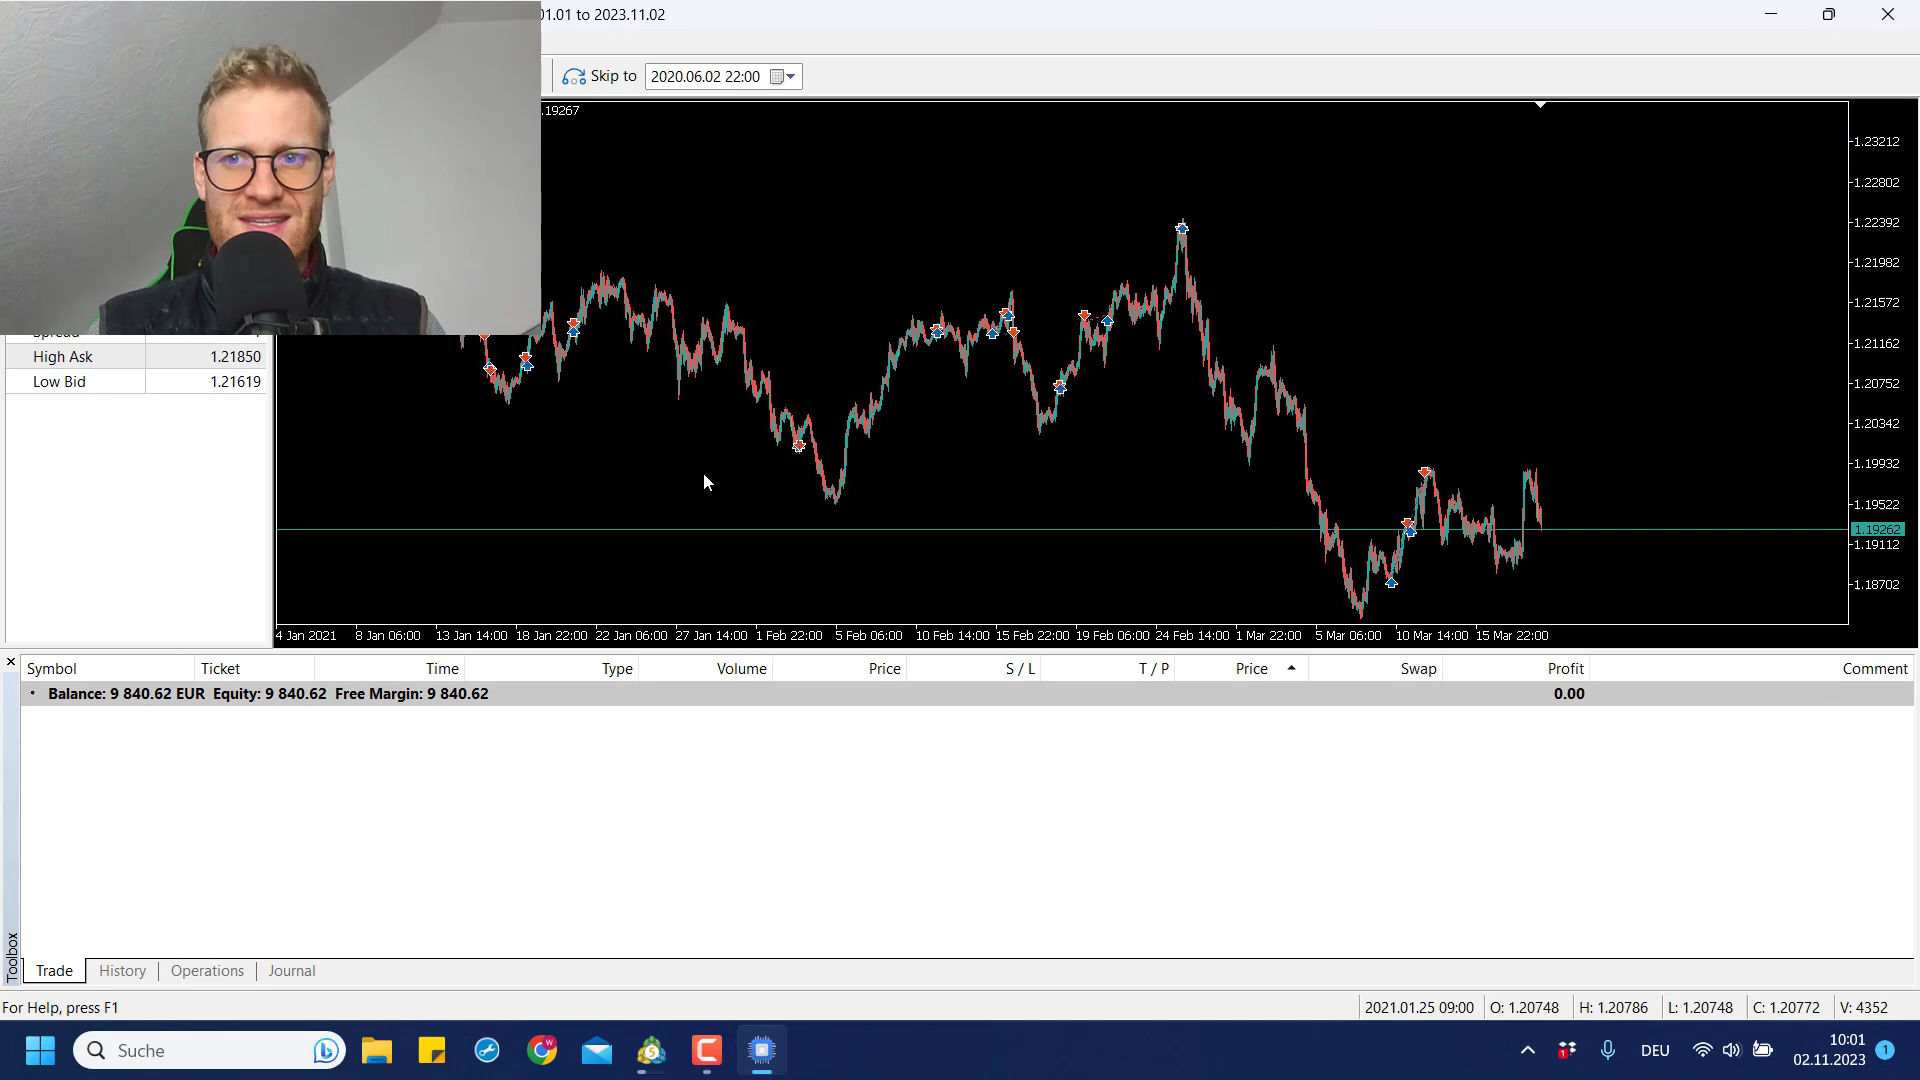 01.01 to 2023.11.02
Skip to 2020.06.02 22:00
.19267
1.23212
1.22802
1.22392
1.21982
1.21572
1.21162
1.20752
1.20342
1.19932
1.19522
1.19262
1.19112
1.18702
Spread
High Ask 1.21850
Low Bid 1.21619
4 Jan 2021 8 Jan 06:00 13 Jan 14:00 18 Jan 22:00 22 Jan 06:00 27 Jan 14:00 1 Feb 22:00 5 Feb 06:00 10 Feb 14:00 15 Feb 22:00 19 Feb 06:00 24 Feb 14:00 1 Mar 22:00 5 Mar 06:00 10 Mar 14:00 15 Mar 22:00
Symbol Ticket Time Type Volume Price S / L T / P Price Swap Profit Comment
Balance: 9 840.62 EUR Equity: 9 840.62 Free Margin: 9 840.62 0.00
Toolbox
Trade History Operations Journal
For Help, press F1 2021.01.25 09:00 O: 1.20748 H: 1.20786 L: 1.20748 C: 1.20772 V: 4352
Suche DEU 10:01
02.11.2023 1